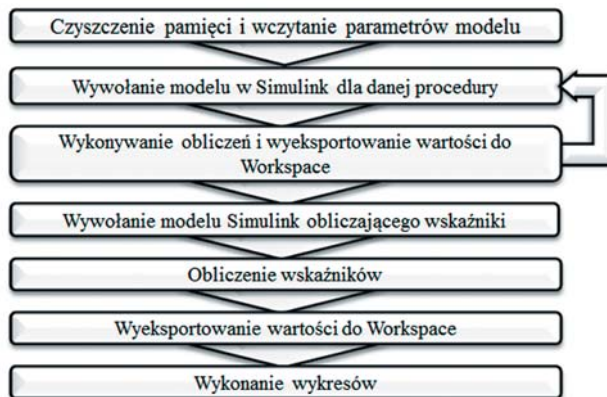 Czyszczenie pamięci i wczytanie parametrów modelu
Wywołanie modelu w Simulink dla danej procedury
Wykonywanie obliczeń i wyeksportowanie wartości do
Workspace
Wywołanie modelu Simulink obliczającego wskaźniki
Obliczenie wskaźników
Wyeksportowanie wartości do Workspace
Wykonanie wykresów